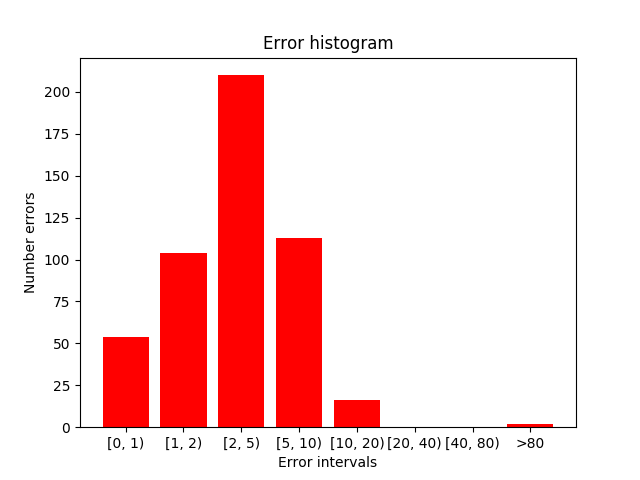 Error histogram
Number errors
200
175
150
125
100
75
50
25
0
[0, 1) [1, 2) [2, 5) [5, 10) [10, 20) [20, 40) [40, 80) >80
Error intervals